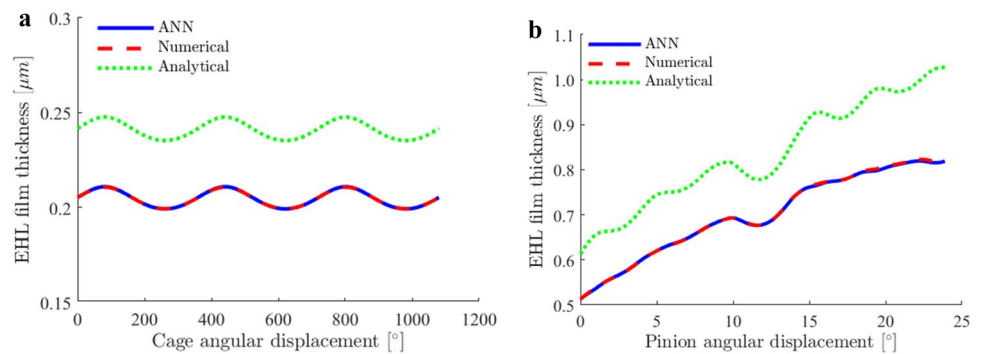 a
0.3
0.25
0.2
0.15
EHL film thickness [μm]
ANN
Numerical
Analytical
0
200
400
600
800
1000
1200
Cage angular displacement [°]
b
1.1
1.0
0.9
0.8
0.7
0.6
0.5
EHL film thickness [μm]
ANN
Numerical
Analytical
0
5
10
15
20
25
Pinion angular displacement [°]